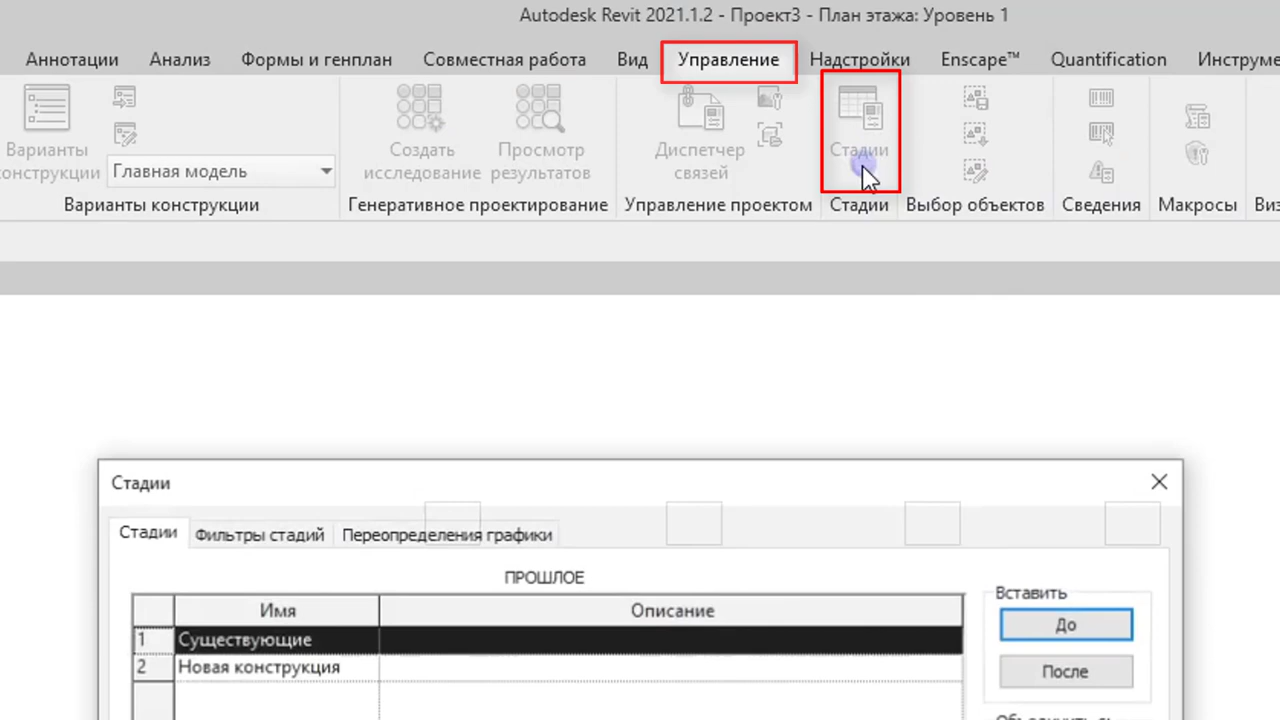 Autodesk Revit 2021.1.2 - Проект3 - План этажа: Уровень 1
Аннотации Анализ Формы и генплан Совместная работа Вид Управление Надстройки Enscape™ Quantification Инструме
Варианты Создать Просмотр Диспетчер Стадии
онструкции Главная модель исследование результатов связей
Варианты конструкции Генеративное проектирование Управление проектом Стадии Выбор объектов Сведения Макросы Виз
Стадии
Стадии Фильтры стадий Переопределения графики
ПРОШЛОЕ
Вставить
Имя Описание
До
1 Существующие
2 Новая конструкция
После